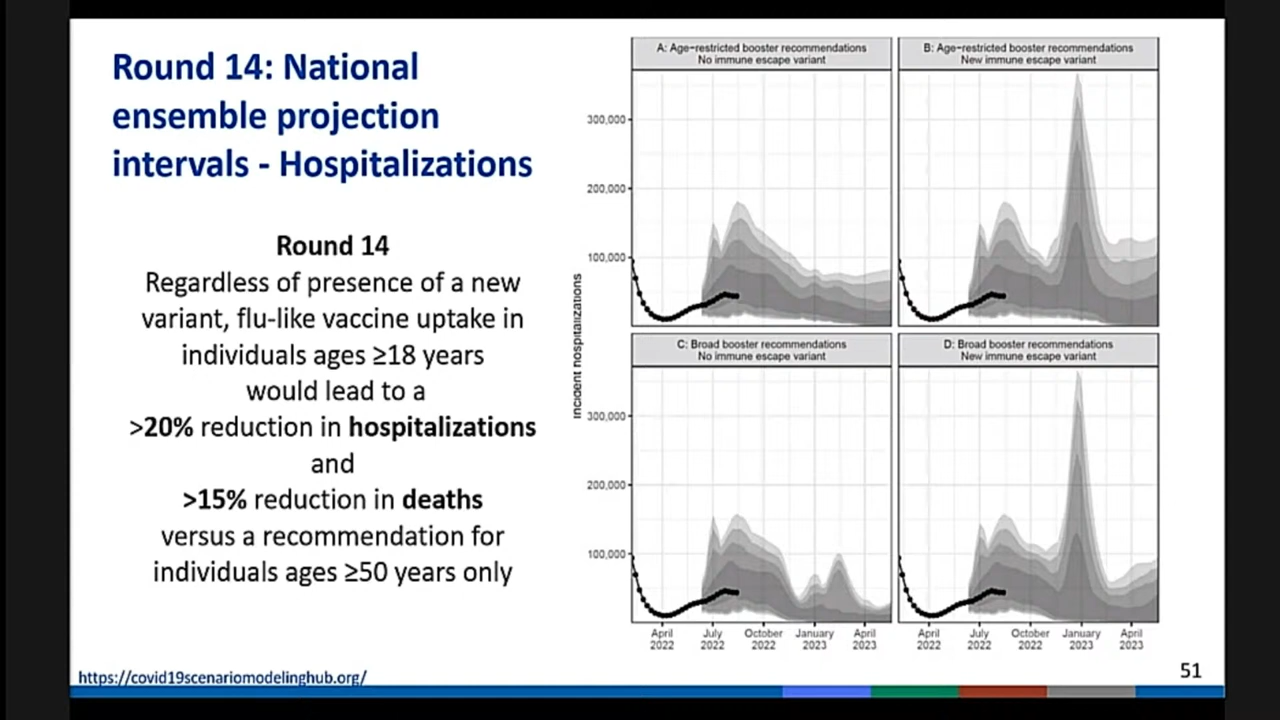 Round 14: National
ensemble projection
intervals - Hospitalizations
Round 14
Regardless of presence of a new
variant, flu-like vaccine uptake in
individuals ages ≥18 years
would lead to a
>20% reduction in hospitalizations
and
>15% reduction in deaths
versus a recommendation for
individuals ages ≥50 years only
https://covid19scenariomodelinghub.org/
Incident hospitalizations
A: Age−restricted booster recommendations
No immune escape variant
B: Age−restricted booster recommendations
New immune escape variant
300,000
200,000
100,000
C: Broad booster recommendations
No immune escape variant
D: Broad booster recommendations
New immune escape variant
300,000
200,000
100,000
April July October January April
2022 2022 2022 2023 2023
April July October January April
2022 2022 2022 2023 2023
51